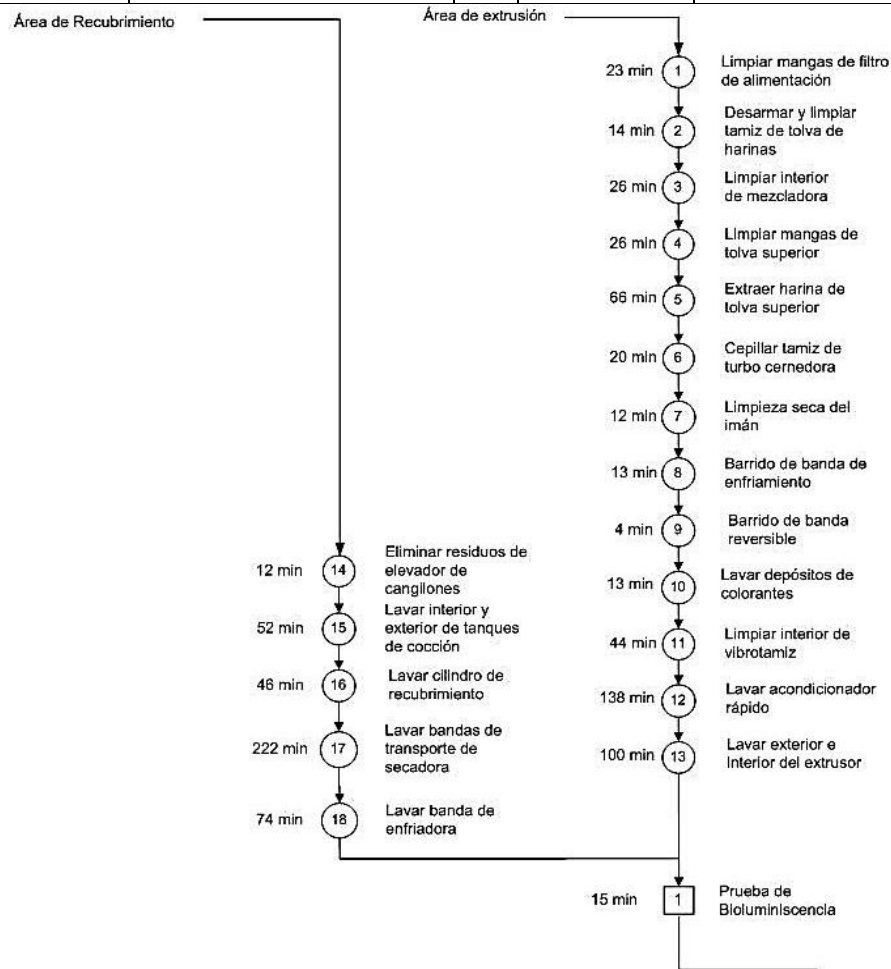 Área de Recubrimiento
Área de extrusión
23 min 1 Limpiar mangas de filtro
de alimentación
14 min 2 Desarmar y limpiar
tamiz de tolva de
harinas
26 min 3 Limpiar interior
de mezcladora
26 min 4 Limpiar mangas de
tolva superior
66 min 5 Extraer harina de
tolva superior
20 min 6 Cepillar tamiz de
turbo cernedora
12 min 7 Limpieza seca del
imán
13 min 8 Barrido de banda de
enfriamiento
4 min 9 Barrido de banda
reversible
13 min 10 Lavar depósitos de
colorantes
44 min 11 Limpiar interior de
vibrotamiz
138 min 12 Lavar acondicionador
rápido
100 min 13 Lavar exterior e
Interior del extrusor
12 min 14 Eliminar residuos de
elevador de
cangilones
52 min 15 Lavar interior y
exterior de tanques
de cocción
46 min 16 Lavar cilindro de
recubrimiento
222 min 17 Lavar bandas de
transporte de
secadora
74 min 18 Lavar banda de
enfriadora
15 min 1 Prueba de
Bioluminiscencia